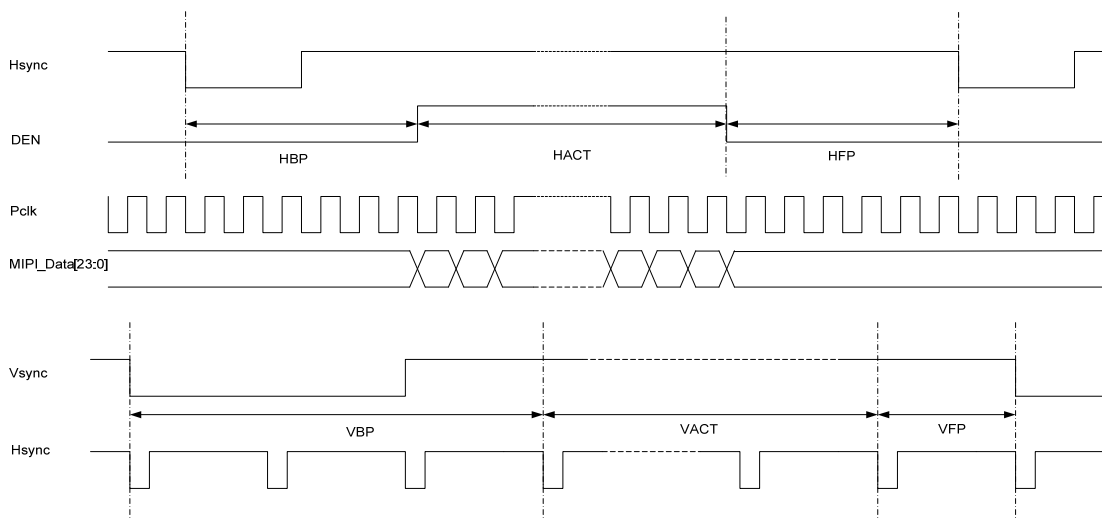 Hsync
DEN
HBP
HACT
HFP
Pclk
MIPI_Data[23:0]
Vsync
VBP
VACT
VFP
Hsync